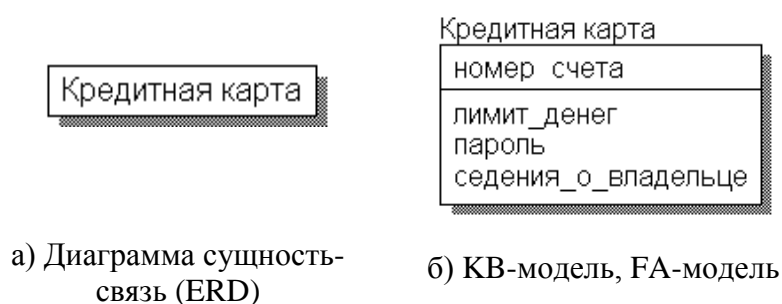 Кредитная карта
Кредитная карта
номер счета
лимит_денег
пароль
седения_о_владельце
а) Диаграмма сущность-
связь (ERD)
б) KB-модель, FA-модель